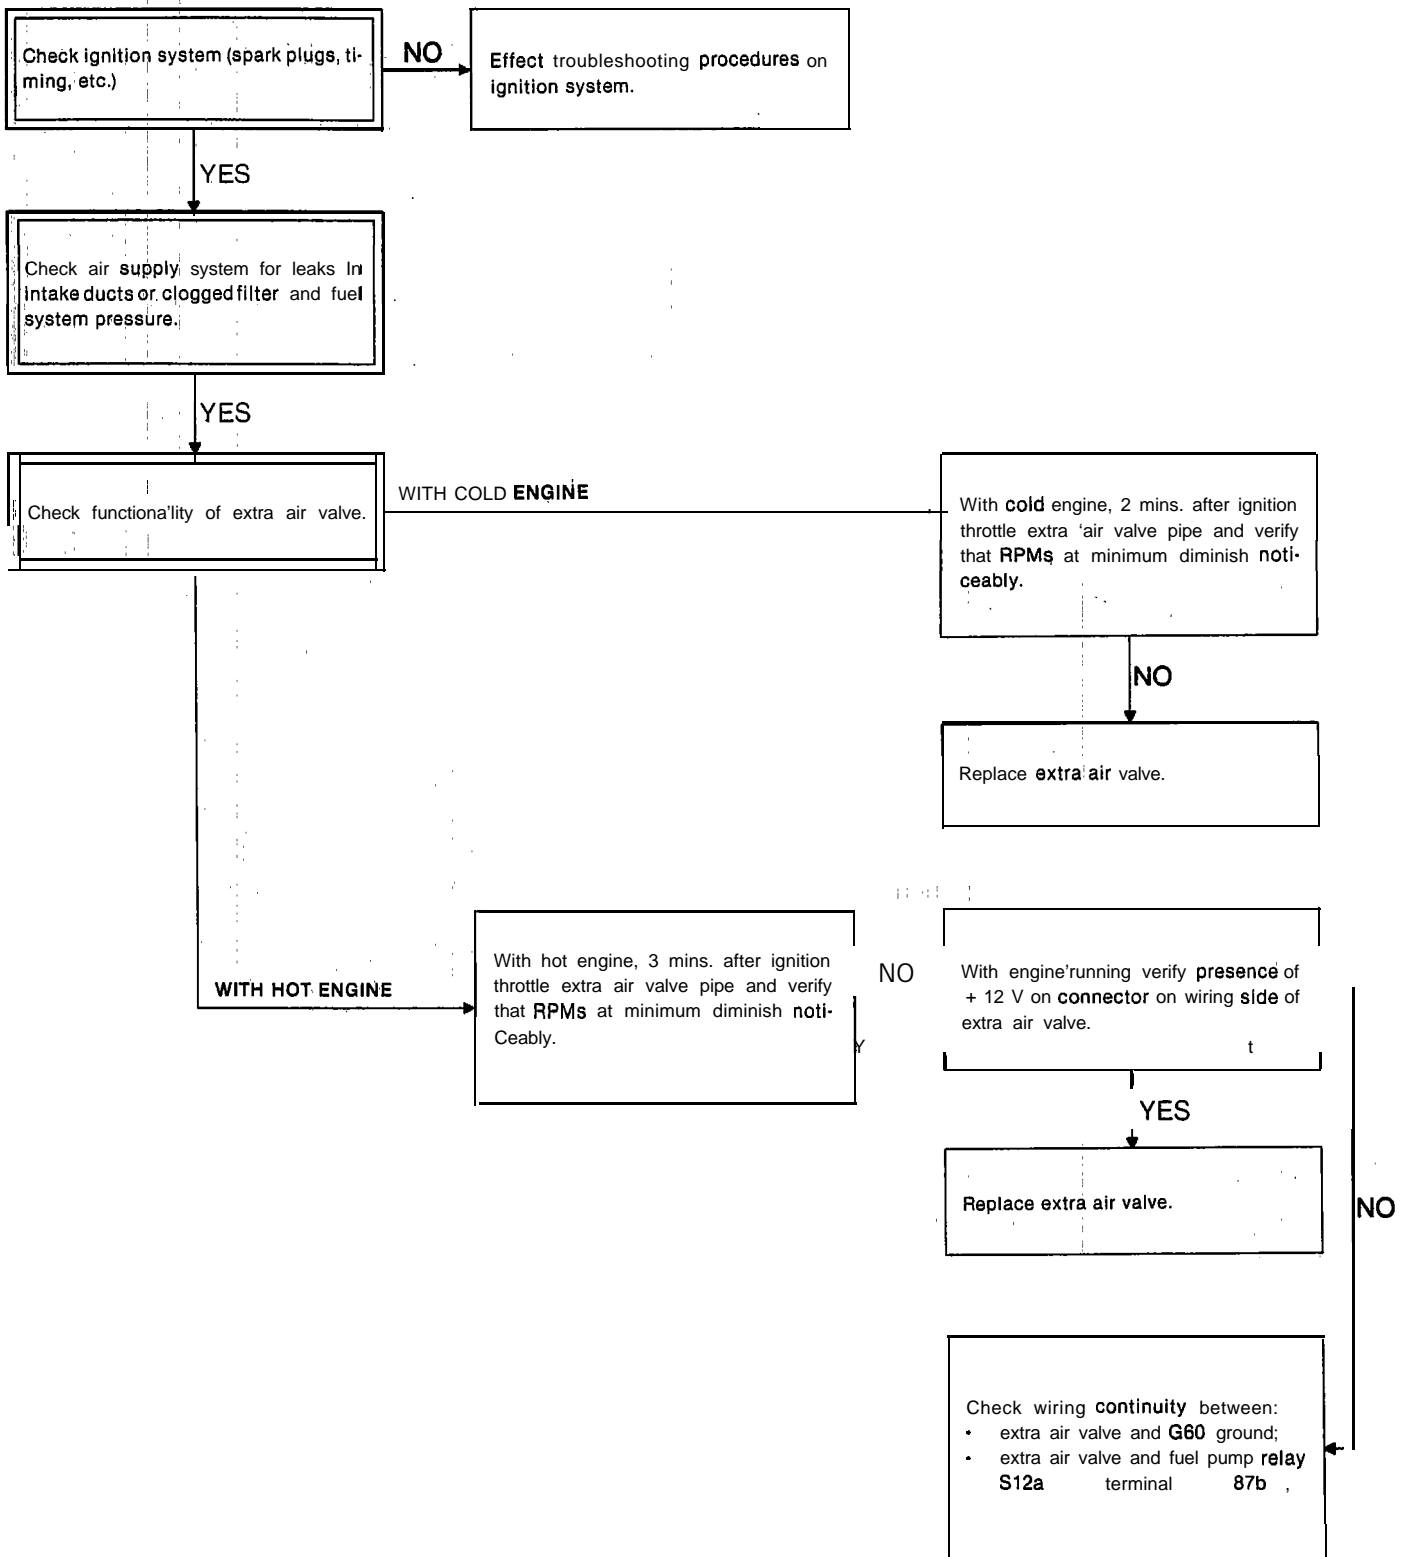 Check ignition system (spark plugs, ti-
ming, etc.)
NO
Effect troubleshooting procedures on
ignition system.
YES
Check air supply system for leaks In
intake ducts or clogged filter and fuel
system pressure.
YES
Check functiona'lity of extra air valve.
WITH COLD ENGINE
With cold engine, 2 mins. after ignition
throttle extra 'air valve pipe and verify
that RPMs at minimum diminish noti-
ceably.
NO
Replace extra air valve.
WITH HOT ENGINE
With hot engine, 3 mins. after ignition
throttle extra air valve pipe and verify
that RPMs at minimum diminish noti-
Ceably.
Y
NO
With engine'running verify presence of
+ 12 V on connector on wiring side of
extra air valve.
t
YES
Replace extra air valve.
NO
Check wiring continuity between:
• extra air valve and G60 ground;
• extra air valve and fuel pump relay
S12a terminal 87b ,